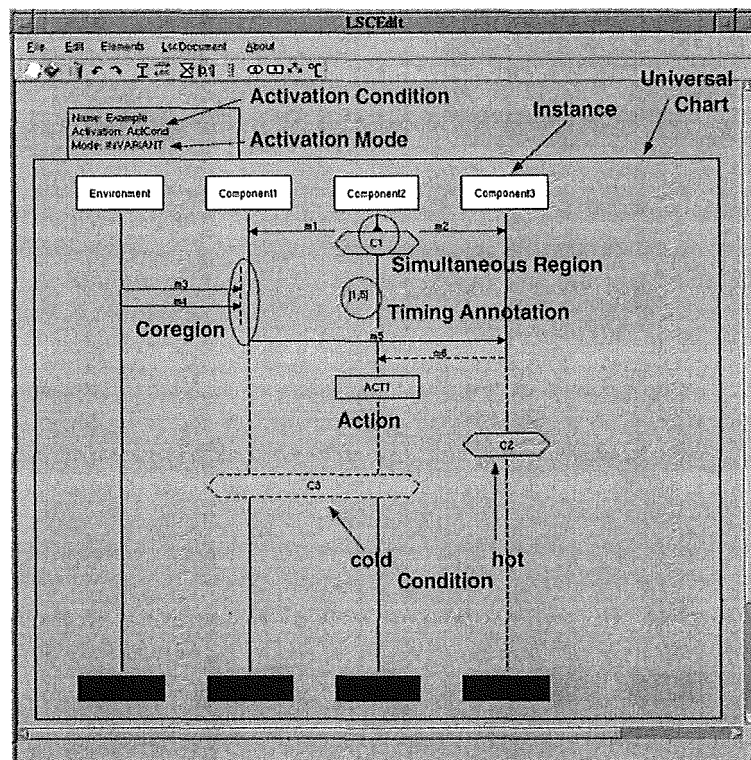 LSCEdit
File Edit Elements LscDocument About
Activation Condition
Universal
Chart
Instance
Name: Example
Activation: ActCond
Mode: INVARIANT
Activation Mode
Environment
Component1
Component2
Component3
m1
m2
C1
Simultaneous Region
m3
m4
Coregion
]1,5]
Timing Annotation
m5
m6
ACT1
Action
C2
C3
cold
hot
Condition